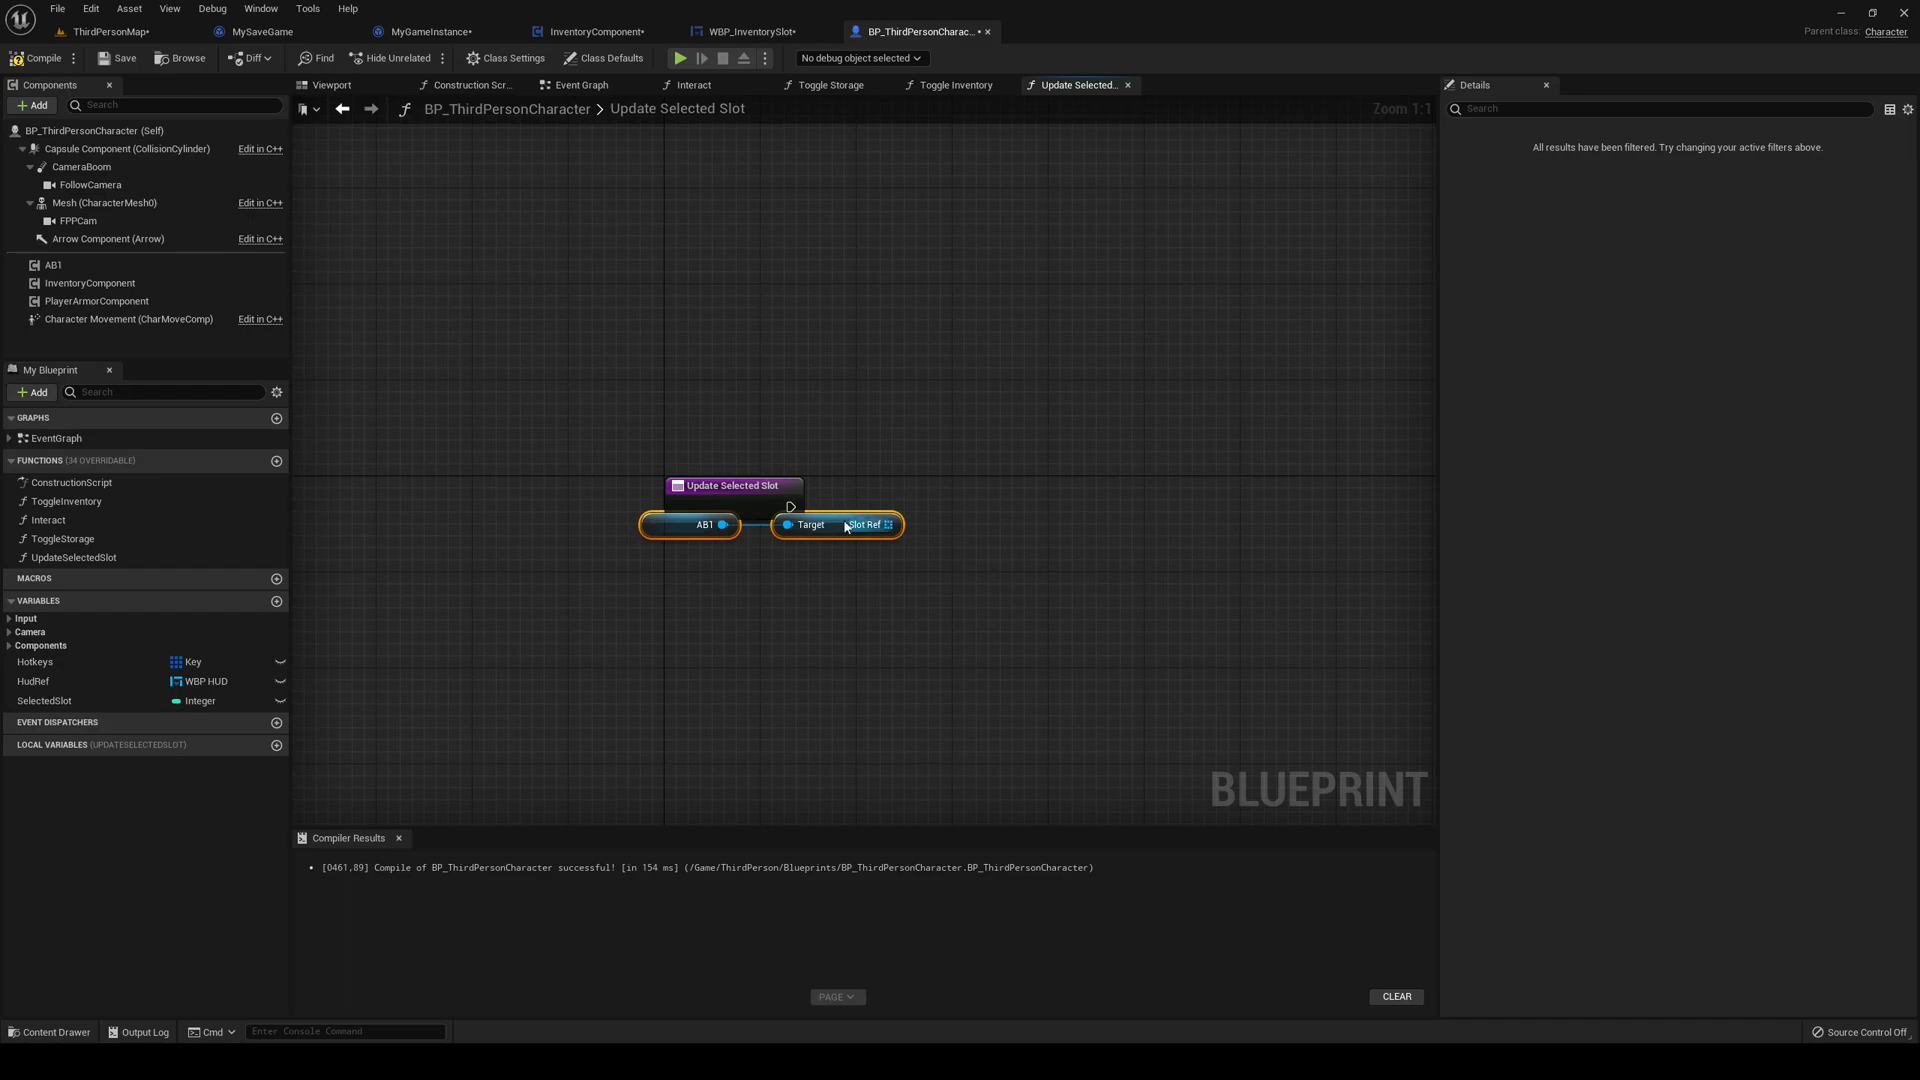 File Edit Asset View Window Debug Tools Help
ThirdPersonMap• MySaveGame MyGameInstance• InventoryComponent• WBP_InventorySlot• BP_ThirdPersonCharac... •
Parent class: Character
Compile Save Browse Diff Find Hide Unrelated Class Settings Class Defaults No debug object selected
Components
Add Search
BP_ThirdPersonCharacter (Self)
Capsule Component (CollisionCylinder) Edit in C++
CameraBoom
FollowCamera
Mesh (CharacterMesh0) Edit in C++
FPPCam
Arrow Component (Arrow) Edit in C++
AB1
InventoryComponent
PlayerArmorComponent
Character Movement (CharMoveComp) Edit in C++
My Blueprint
Add Search
GRAPHS
EventGraph
FUNCTIONS (34 OVERRIDABLE)
ConstructionScript
ToggleInventory
Interact
ToggleStorage
UpdateSelectedSlot
MACROS
VARIABLES
Input
Camera
Components
Hotkeys Key
HudRef WBP HUD
SelectedSlot Integer
EVENT DISPATCHERS
LOCAL VARIABLES (UPDATESELECTEDSLOT)
Viewport Construction Scr... Event Graph Interact Toggle Storage Toggle Inventory Update Selected...
BP_ThirdPersonCharacter > Update Selected Slot
Zoom 1:1
Update Selected Slot
AB1 Target Slot Ref
BLUEPRINT
Compiler Results
• [0461,89] Compile of BP_ThirdPersonCharacter successful! [in 154 ms] (/Game/ThirdPerson/Blueprints/BP_ThirdPersonCharacter.BP_ThirdPersonCharacter)
PAGE
CLEAR
Details
Search
All results have been filtered. Try changing your active filters above.
Content Drawer Output Log Cmd Enter Console Command
Source Control Off